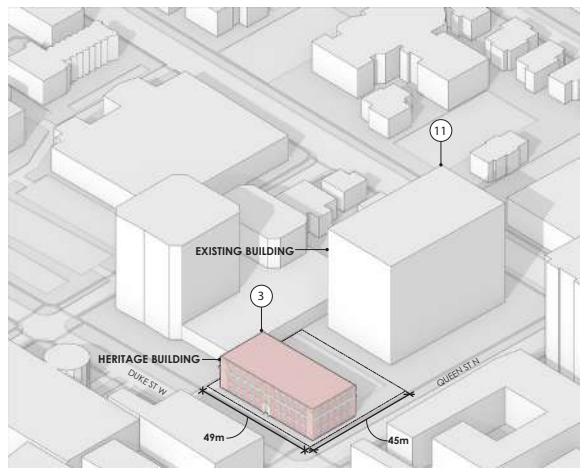 11
EXISTING BUILDING
3
HERITAGE BUILDING
DUKE ST W
QUEEN ST N
49m
45m